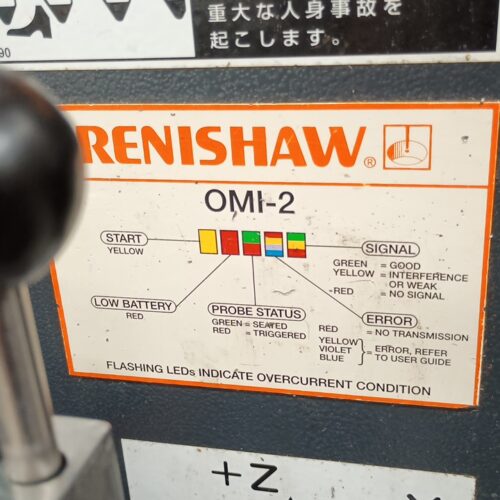 重大な人身事故を
起こします。
90
RENISHAW®
OMI-2
START
YELLOW
SIGNAL
GREEN = GOOD
YELLOW = INTERFERENCE
OR WEAK
RED = NO SIGNAL
LOW BATTERY
RED
PROBE STATUS
GREEN = SEATED
RED = TRIGGERED
ERROR
RED = NO TRANSMISSION
YELLOW
VIOLET
BLUE
= ERROR, REFER
TO USER GUIDE
FLASHING LEDs INDICATE OVERCURRENT CONDITION
+Z